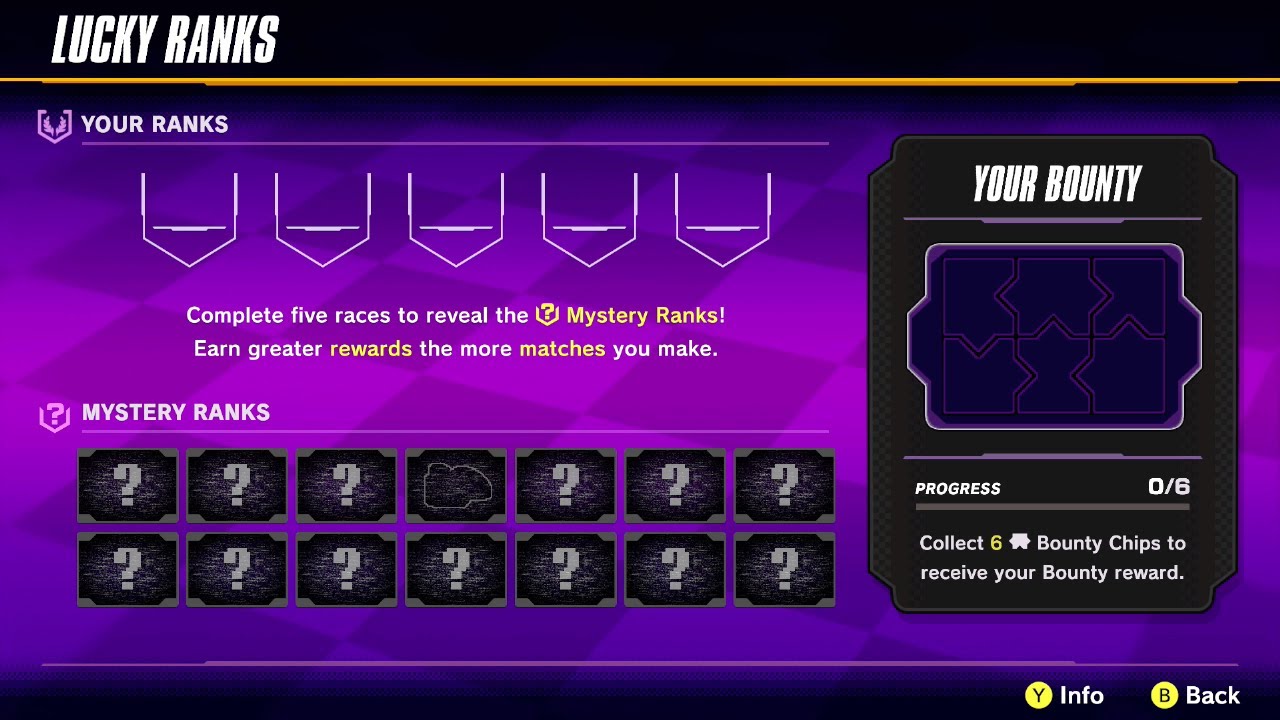 LUCKY RANKS
YOUR RANKS
Complete five races to reveal the ? Mystery Ranks!
Earn greater rewards the more matches you make.
? MYSTERY RANKS
? ? ? ? ? ?
? ? ? ? ? ? ?
YOUR BOUNTY
PROGRESS 0/6
Collect 6 Bounty Chips to
receive your Bounty reward.
Y Info B Back